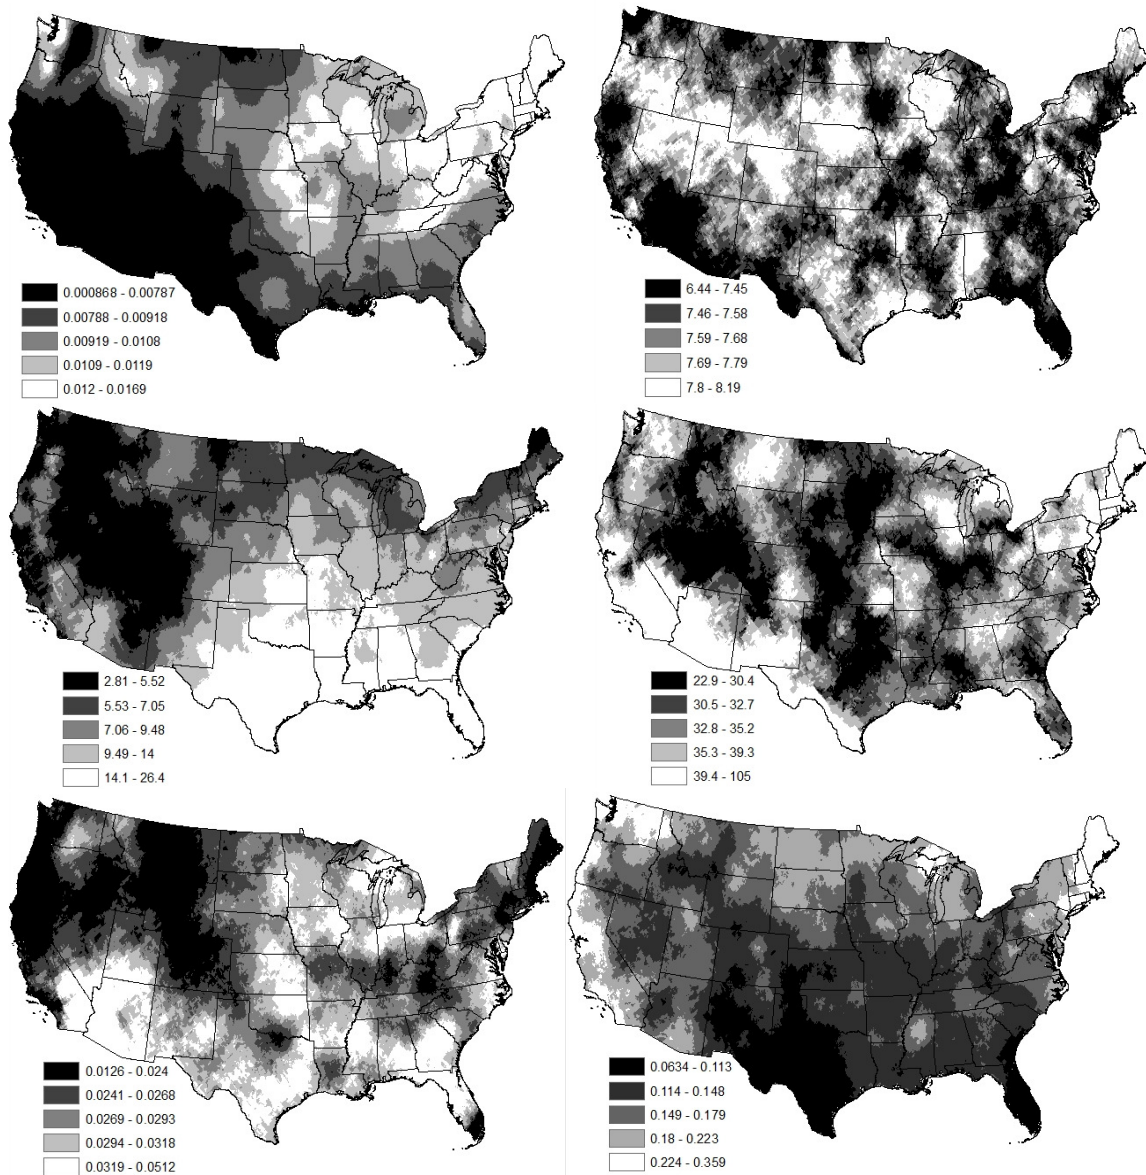 0.000868 - 0.00787
0.00788 - 0.00918
0.00919 - 0.0108
0.0109 - 0.0119
0.012 - 0.0169
6.44 - 7.45
7.46 - 7.58
7.59 - 7.68
7.69 - 7.79
7.8 - 8.19
2.81 - 5.52
5.53 - 7.05
7.06 - 9.48
9.49 - 14
14.1 - 26.4
22.9 - 30.4
30.5 - 32.7
32.8 - 35.2
35.3 - 39.3
39.4 - 105
0.0126 - 0.024
0.0241 - 0.0268
0.0269 - 0.0293
0.0294 - 0.0318
0.0319 - 0.0512
0.0634 - 0.113
0.114 - 0.148
0.149 - 0.179
0.18 - 0.223
0.224 - 0.359